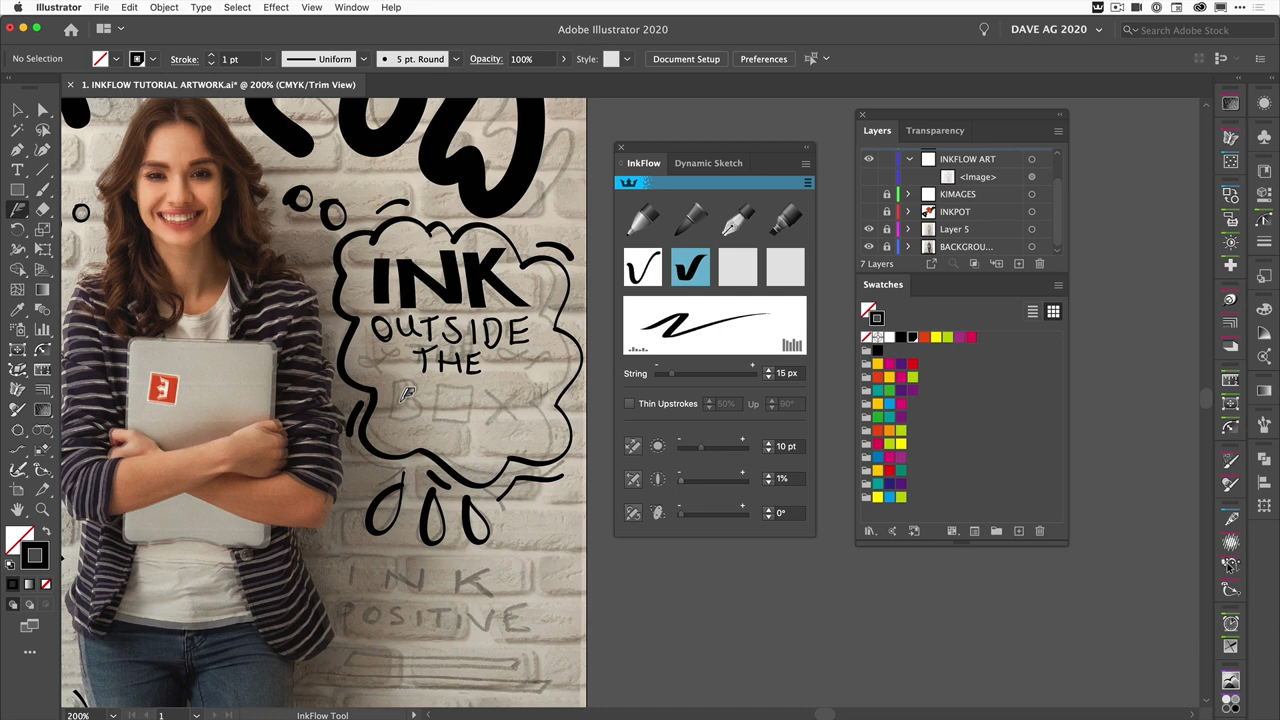 Illustrator File Edit Object Type Select Effect View Window Help
Adobe Illustrator 2020
DAVE AG 2020
Search Adobe Stock
No Selection
Stroke: 1 pt
Uniform
5 pt. Round
Opacity: 100%
Style:
Document Setup
Preferences
1. INKFLOW TUTORIAL ARTWORK.ai* @ 200% (CMYK/Trim View)
INK
OUTSIDE
THE
BOX
INK
POSITIVE
InkFlow
Dynamic Sketch
String
15 px
Thin Upstrokes
50%
Up
90°
10 pt
1%
0°
Layers
Transparency
INKFLOW ART
<Image>
KIMAGES
INKPOT
Layer 5
BACKGROU...
7 Layers
Swatches
200%
1
InkFlow Tool